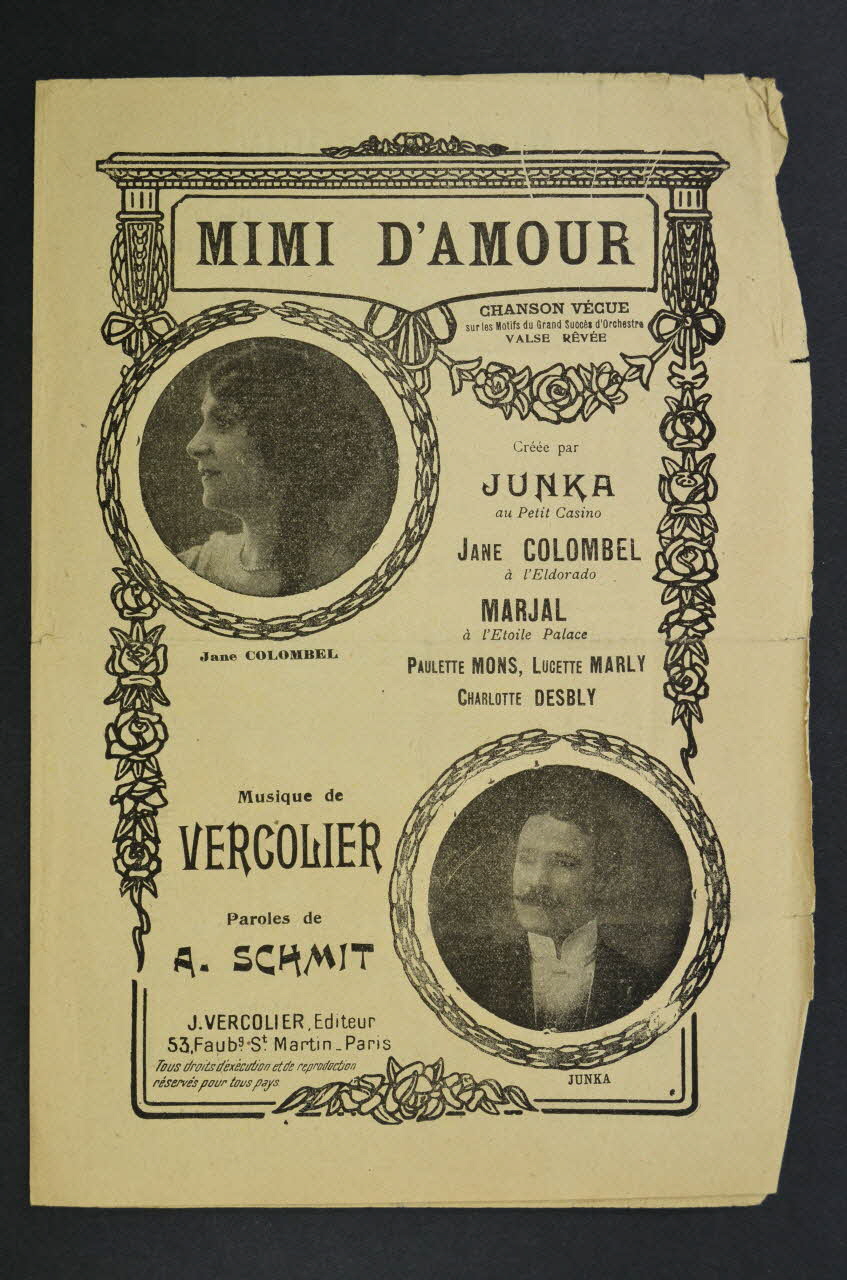 MIMI D'AMOUR
CHANSON VÉCUE
sur les Motifs du Grand Succès d'Orchestre
VALSE RÊVÉE
Créée par
JUNKA
au Petit Casino
JANE COLOMBEL
à l'Eldorado
MARJAL
à l'Etoile Palace
PAULETTE MONS, LUCETTE MARLY
CHARLOTTE DESBLY
Jane COLOMBEL
Musique de
VERCOLIER
Paroles de
A. SCHMIT
J. VERCOLIER, Editeur
53, Faubg St Martin - Paris
Tous droits d'exécution et de reproduction
réservés pour tous pays
JUNKA